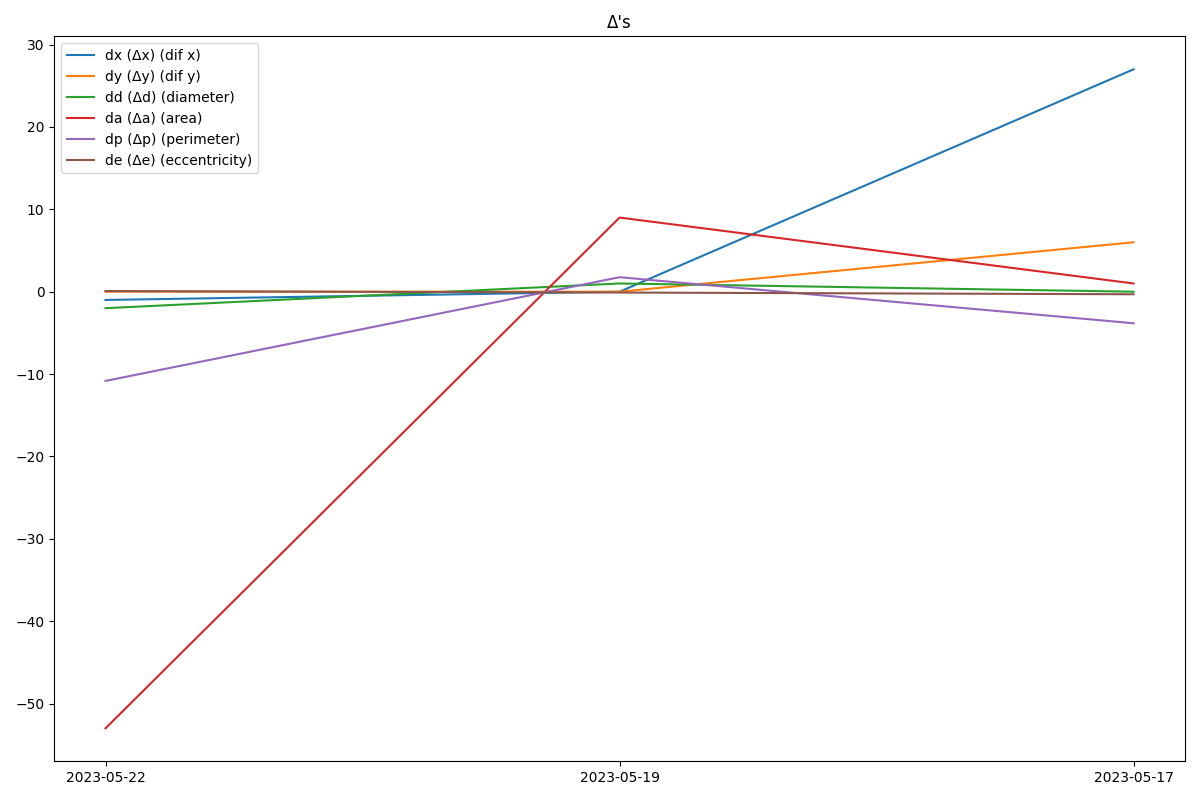 Δ's
30
20
10
0
−10
−20
−30
−40
−50
dx (Δx) (dif x)
dy (Δy) (dif y)
dd (Δd) (diameter)
da (Δa) (area)
dp (Δp) (perimeter)
de (Δe) (eccentricity)
2023-05-22 2023-05-19 2023-05-17